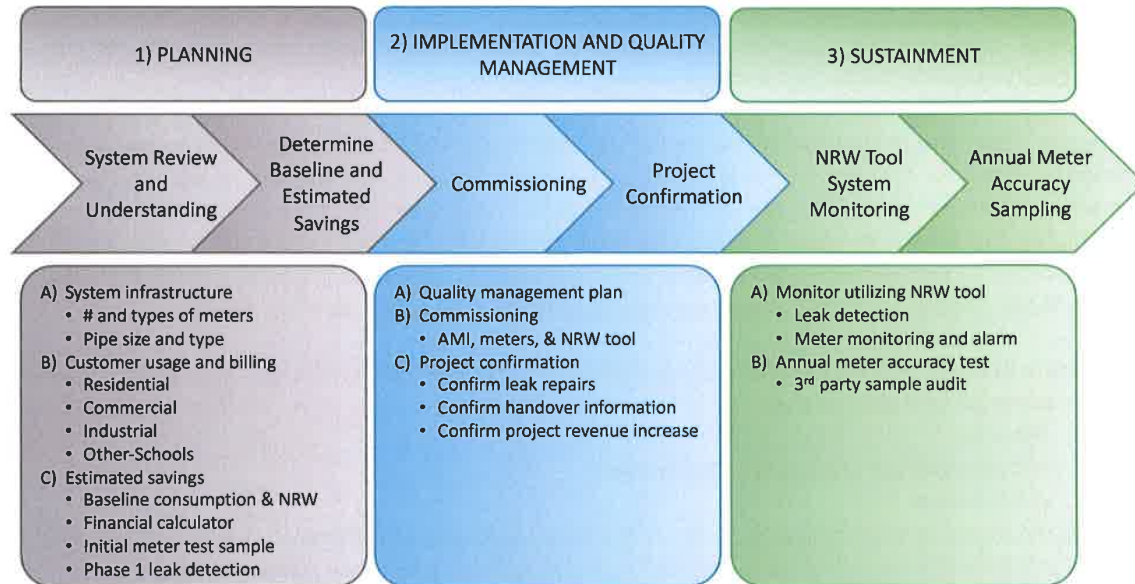 1) PLANNING
2) IMPLEMENTATION AND QUALITY
MANAGEMENT
3) SUSTAINMENT
System Review
and
Understanding
Determine
Baseline and
Estimated
Savings
Commissioning
Project
Confirmation
NRW Tool
System
Monitoring
Annual Meter
Accuracy
Sampling
A) System infrastructure
• # and types of meters
• Pipe size and type
B) Customer usage and billing
• Residential
• Commercial
• Industrial
• Other-Schools
C) Estimated savings
• Baseline consumption & NRW
• Financial calculator
• Initial meter test sample
• Phase 1 leak detection
A) Quality management plan
B) Commissioning
• AMI, meters, & NRW tool
C) Project confirmation
• Confirm leak repairs
• Confirm handover information
• Confirm project revenue increase
A) Monitor utilizing NRW tool
• Leak detection
• Meter monitoring and alarm
B) Annual meter accuracy test
• 3rd party sample audit